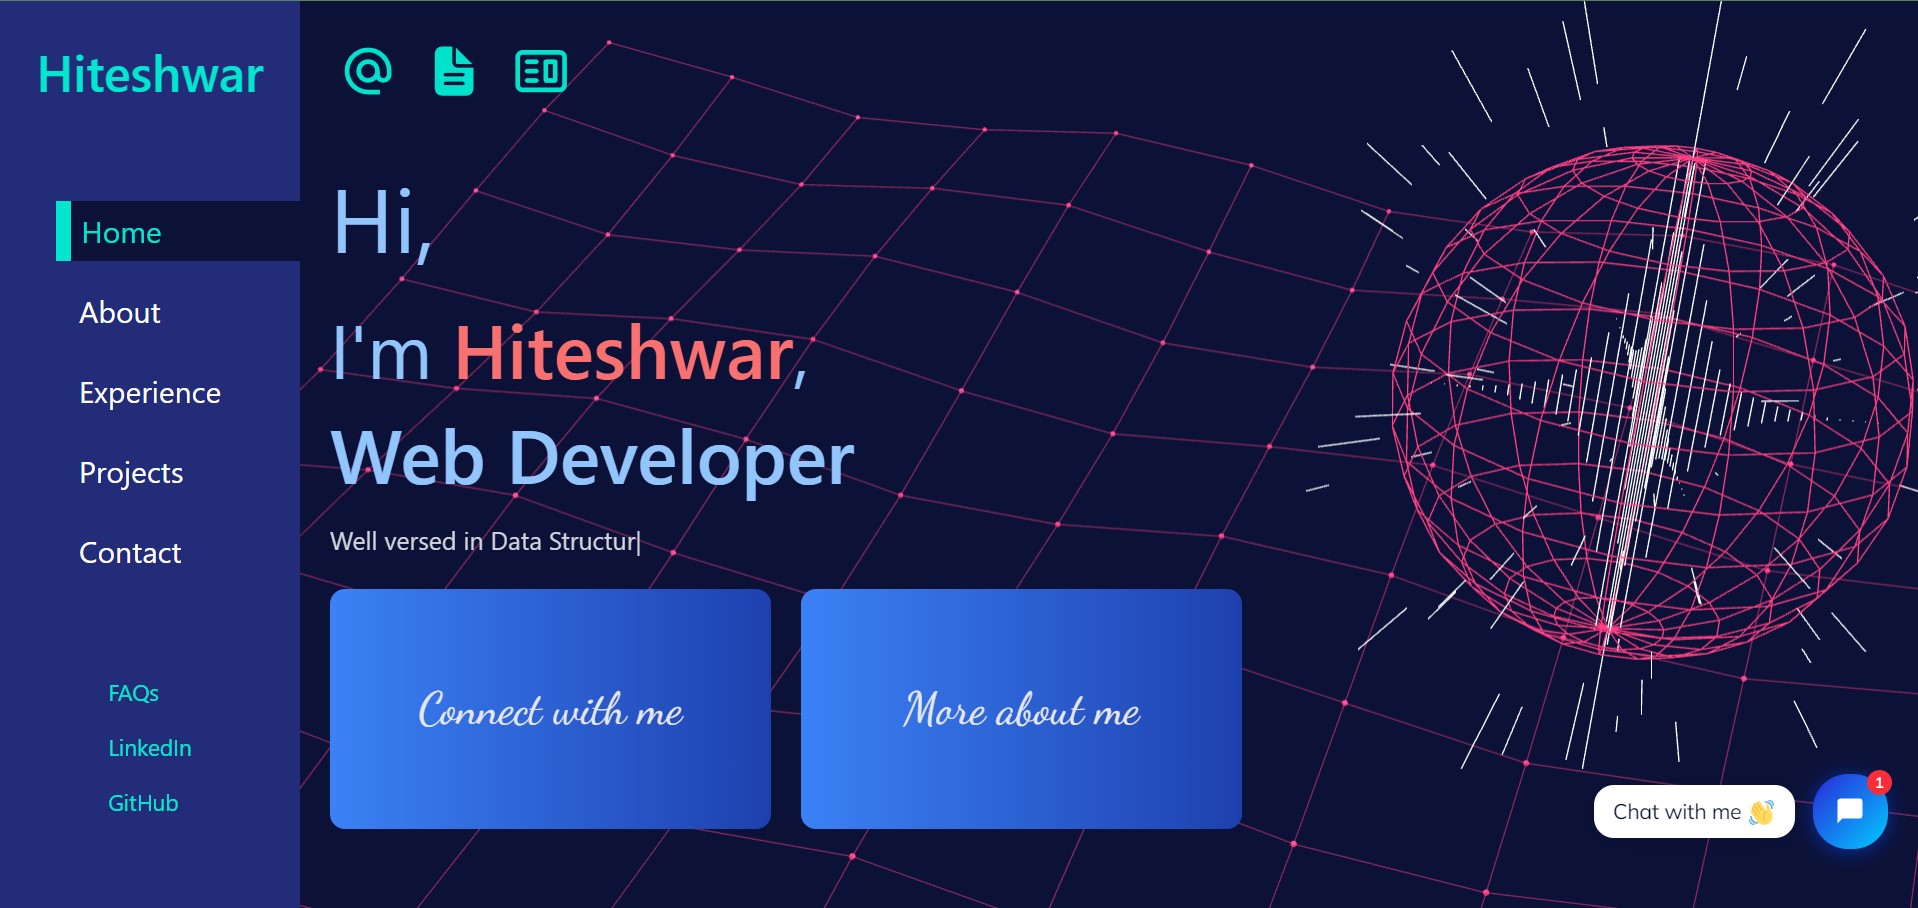 Hiteshwar
Home
About
Experience
Projects
Contact
FAQs
LinkedIn
GitHub
Hi,
I'm Hiteshwar,
Web Developer
Well versed in Data Structur|
Connect with me
More about me
Chat with me 👋
1